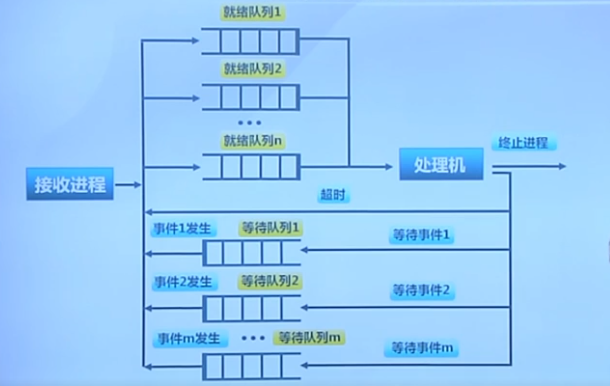 就绪队列1
就绪队列2
•••
就绪队列n
接收进程
处理机
终止进程
超时
事件1发生
等待队列1
等待事件1
事件2发生
等待队列2
等待事件2
事件m发生
•••
等待队列m
等待事件m